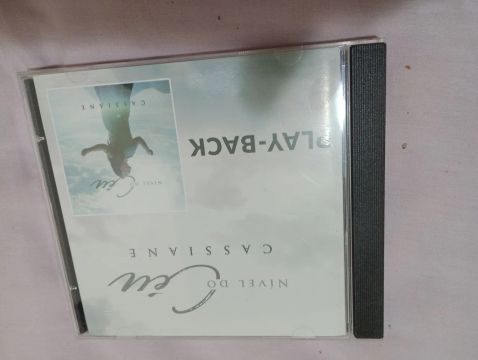 NÍVEL DO Céu
CASSIANE
PLAY-BACK
NÍVEL DO Céu
CASSIANE